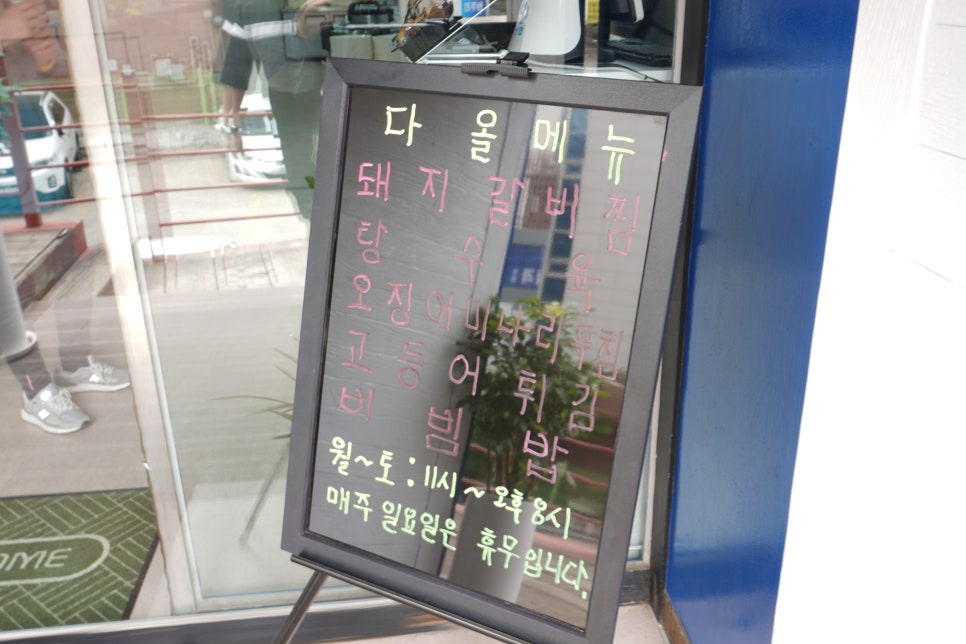 다올메뉴
돼지갈비찜
탕수육
오징어미나리무침
고등어튀김
비빔밥
월~토: 11시~오후8시
매주 일요일은 휴무입니다.
OME